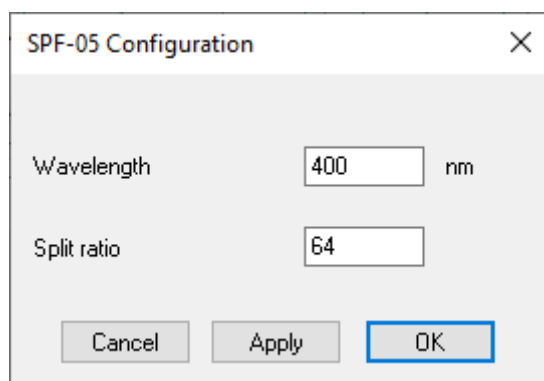 SPF-05 Configuration
Wavelength 400 nm
Split ratio 64
Cancel Apply OK